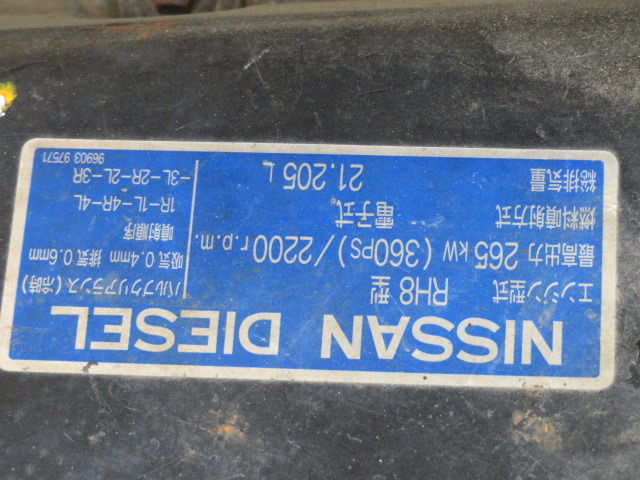 NISSAN DIESEL
エンジン型式 RH8型
最高出力 265 kW (360PS)/2200 r.p.m.
燃料噴射方式 電子式
総排気量 21.205 L
バルブクリアランス(冷時)
吸気0.4mm 排気0.6mm
噴射順序
1R-1L-4R-4L
-3L-2R-2L-3R
96903 97571